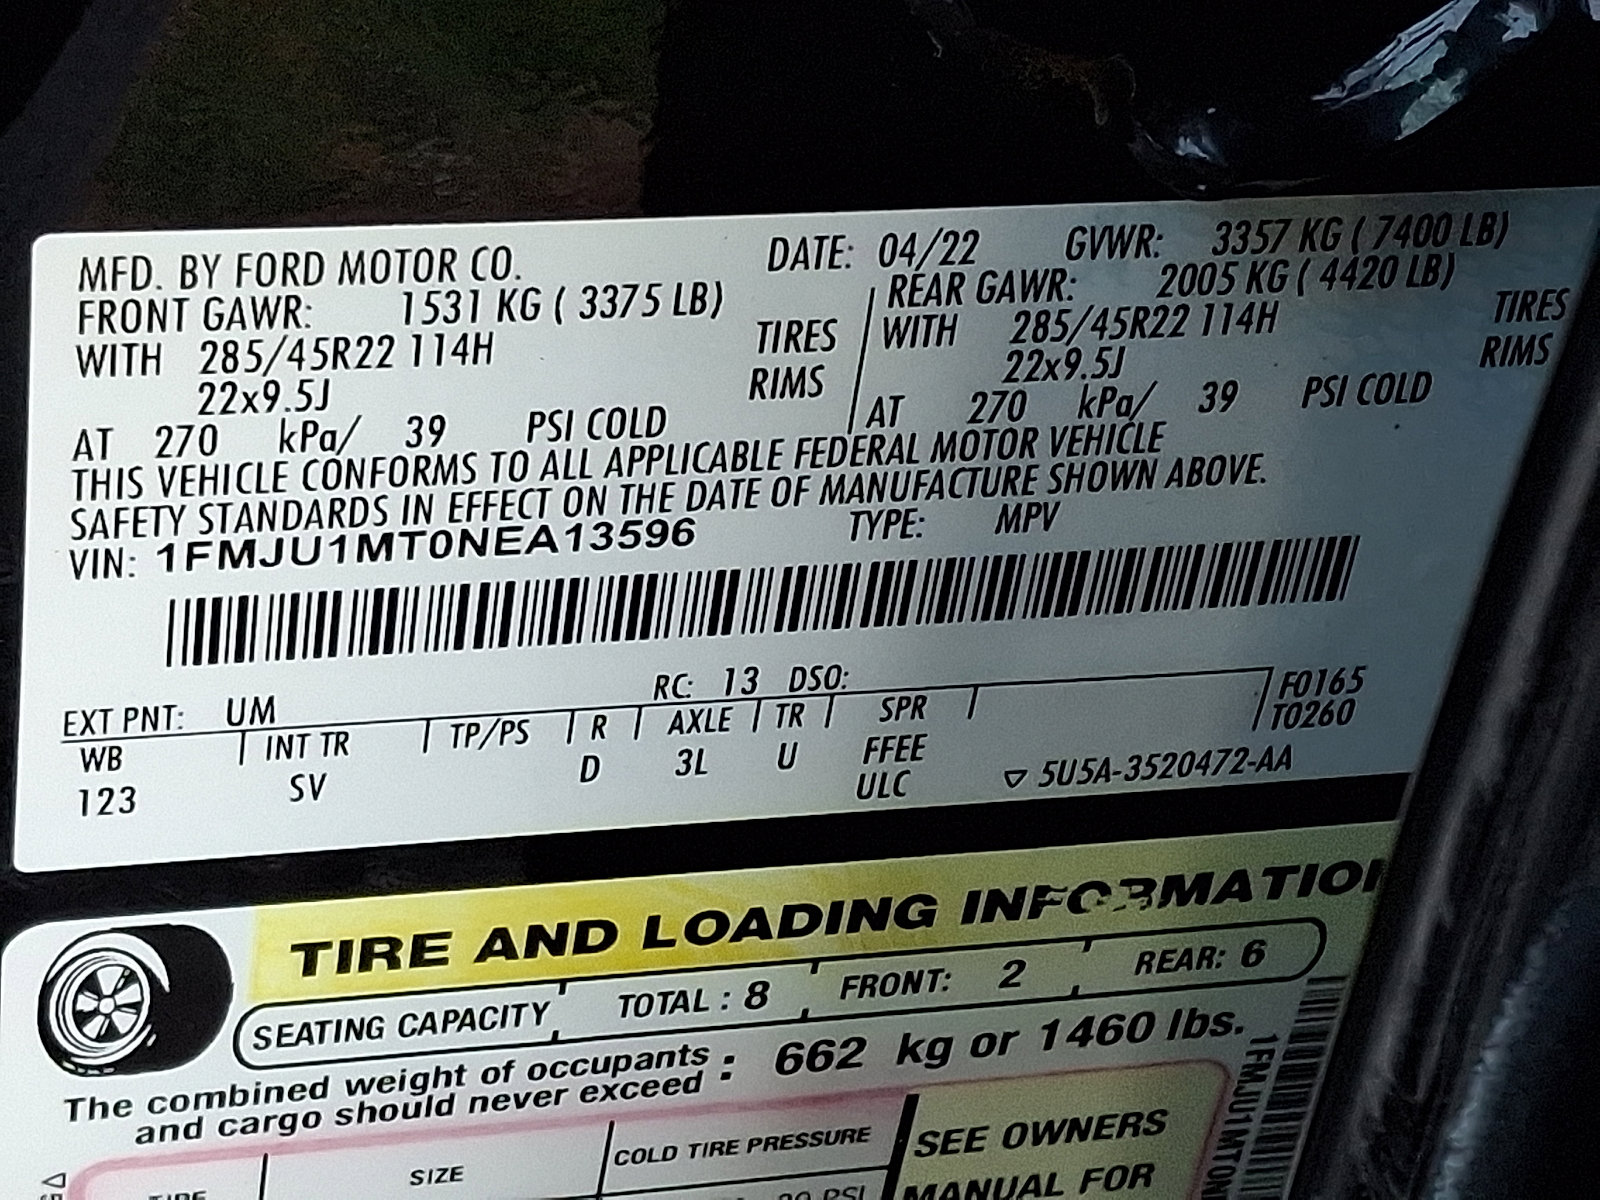 MFD. BY FORD MOTOR CO. DATE: 04/22 GVWR: 3357 KG ( 7400 LB)
FRONT GAWR: 1531 KG ( 3375 LB) REAR GAWR: 2005 KG ( 4420 LB)
WITH 285/45R22 114H TIRES WITH 285/45R22 114H TIRES
22x9.5J RIMS 22x9.5J RIMS
AT 270 kPa/ 39 PSI COLD AT 270 kPa/ 39 PSI COLD
THIS VEHICLE CONFORMS TO ALL APPLICABLE FEDERAL MOTOR VEHICLE
SAFETY STANDARDS IN EFFECT ON THE DATE OF MANUFACTURE SHOWN ABOVE.
VIN: 1FMJU1MT0NEA13596 TYPE: MPV
EXT PNT: UM RC: 13 DSO: F0165
WB INT TR TP/PS R AXLE TR SPR T0260
123 SV D 3L U FFEE
ULC 5U5A-3520472-AA
TIRE AND LOADING INFORMATION
SEATING CAPACITY TOTAL : 8 FRONT: 2 REAR: 6
The combined weight of occupants
and cargo should never exceed : 662 kg or 1460 lbs.
SIZE COLD TIRE PRESSURE SEE OWNERS
TIRE PSI MANUAL FOR
1FMJU1MT0N